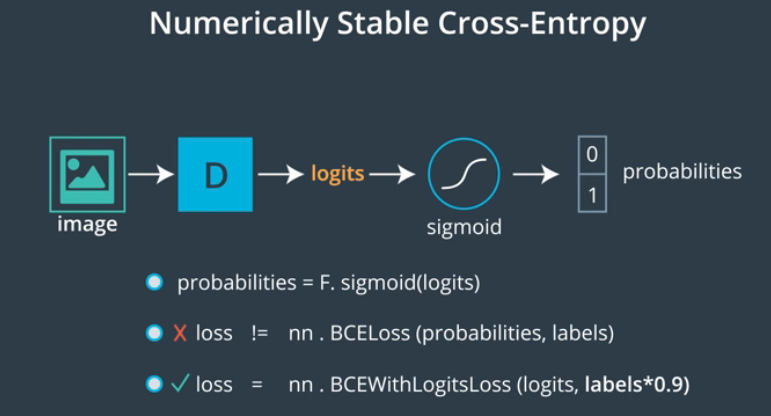 Numerically Stable Cross-Entropy
D
logits
0
1
probabilities
image
sigmoid
probabilities = F. sigmoid(logits)
X loss != nn . BCELoss (probabilities, labels)
✓ loss = nn . BCEWithLogitsLoss (logits, labels*0.9)